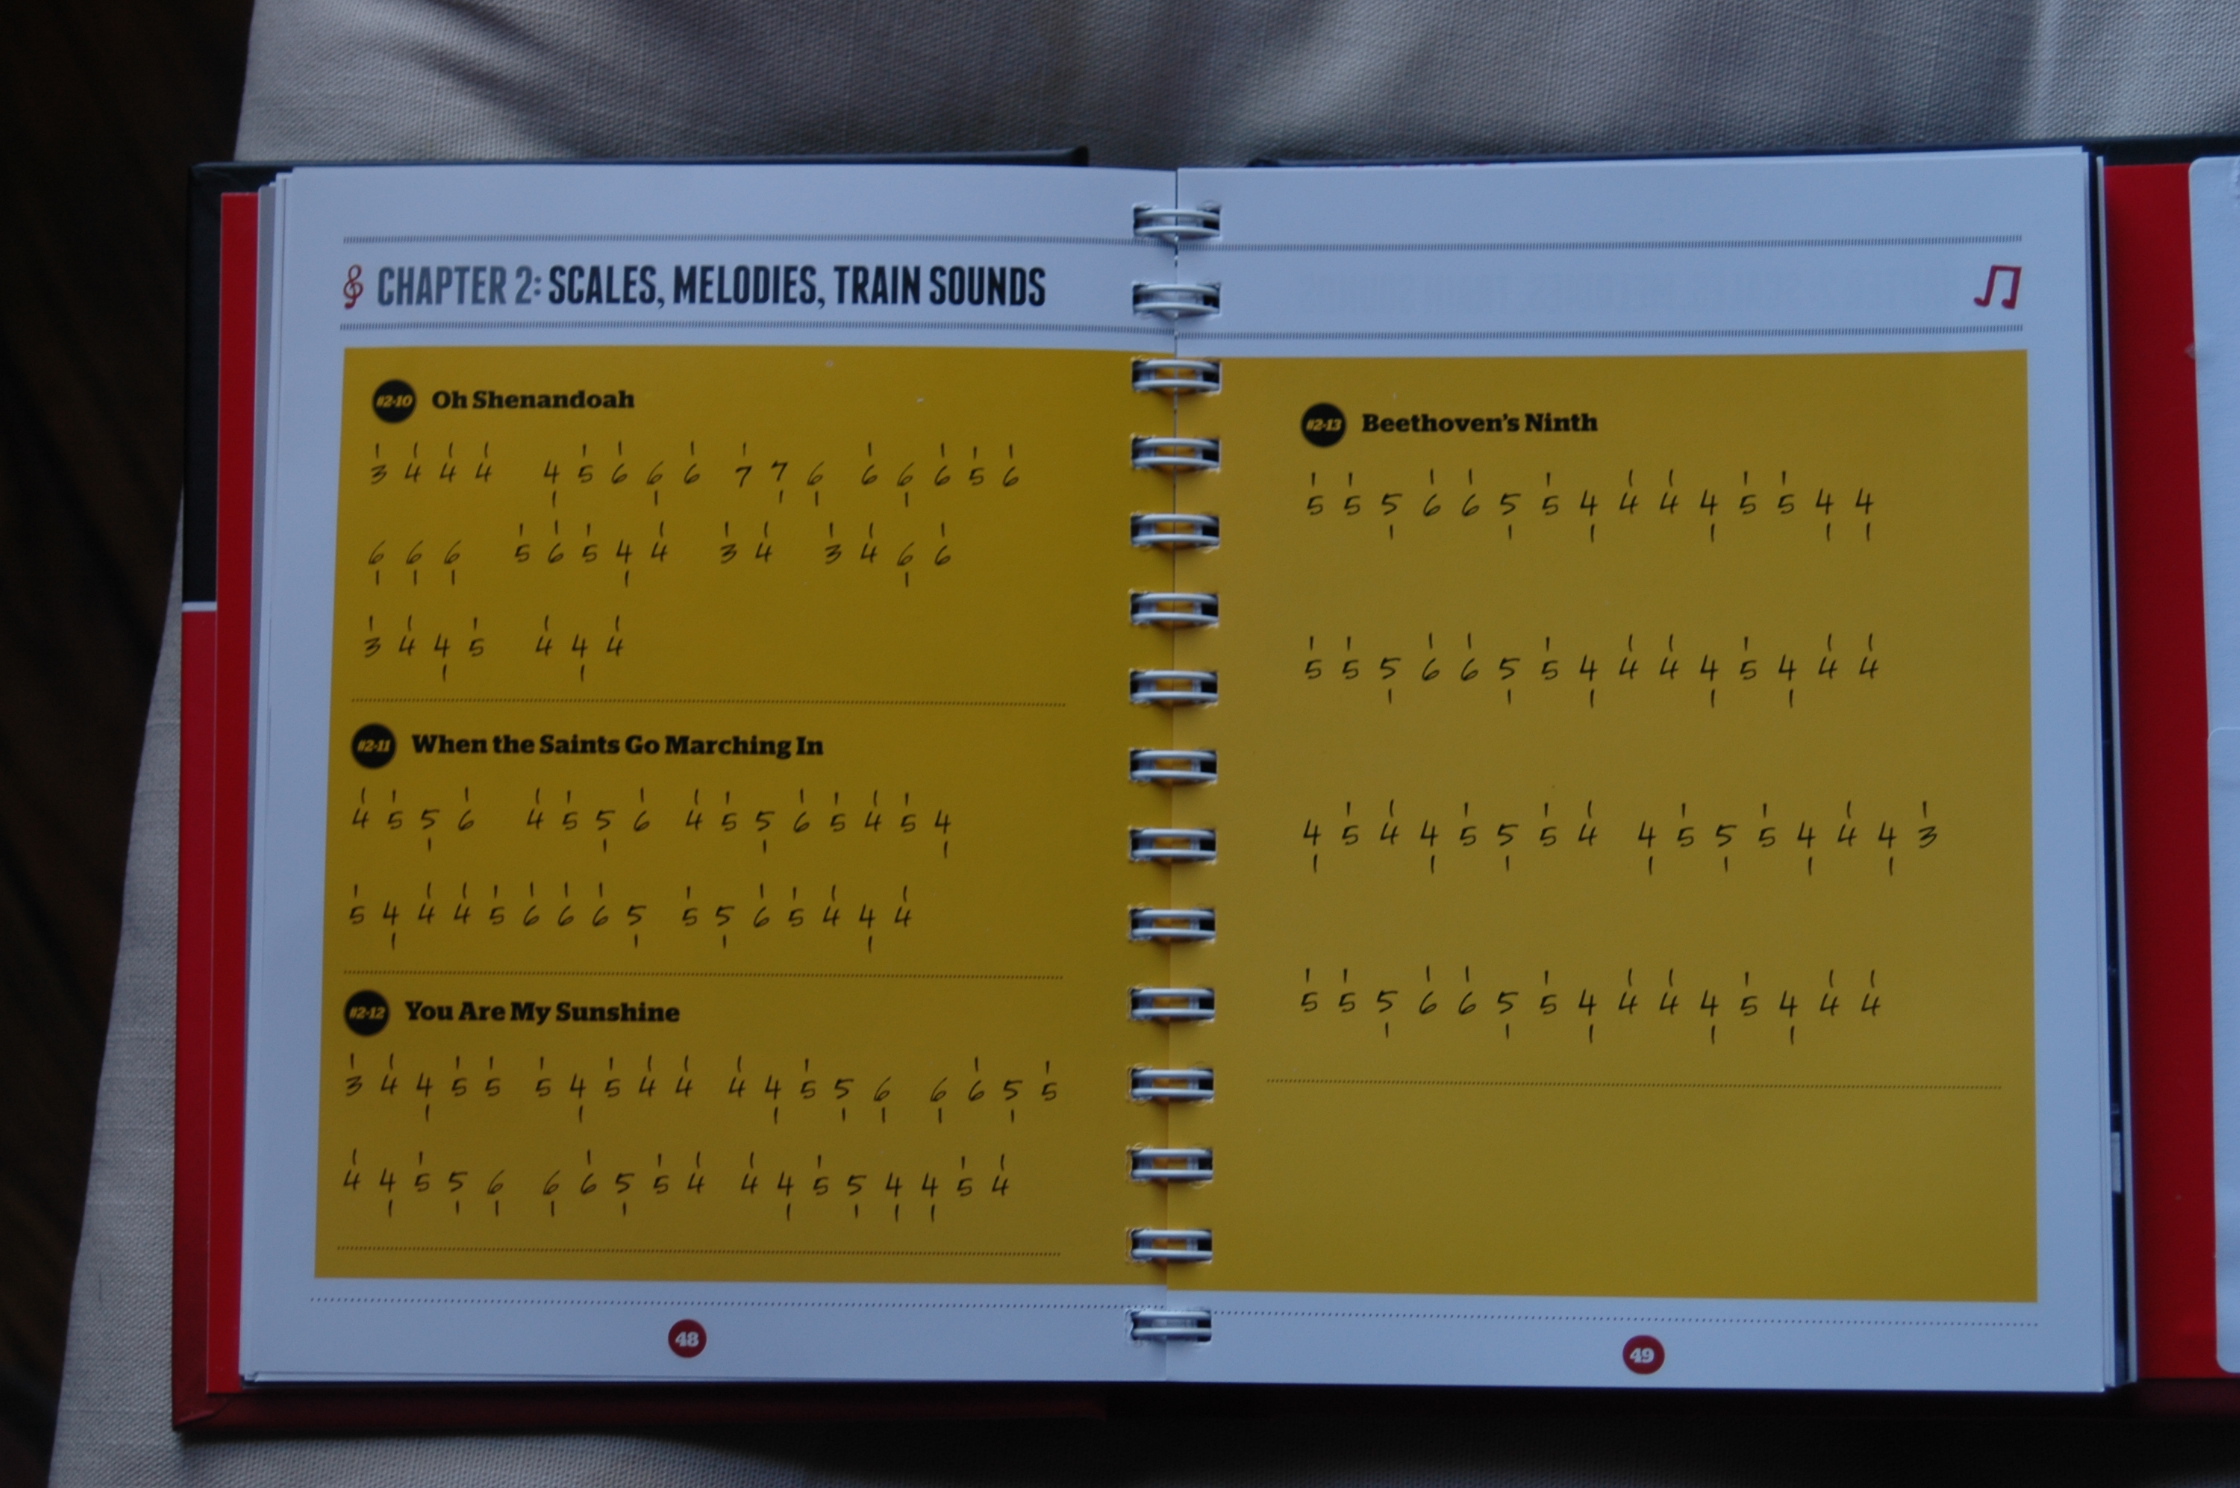 CHAPTER 2: SCALES, MELODIES, TRAIN SOUNDS
#2-10 Oh Shenandoah
3 4 4 4 4 5 6 6 6 7 7 6 6 6 6 5 6
6 6 6 5 6 5 4 4 3 4 3 4 6 6
3 4 4 5 4 4 4
#2-11 When the Saints Go Marching In
4 5 5 6 4 5 5 6 4 5 5 6 5 4 5 4
5 4 4 4 5 6 6 6 5 5 5 6 5 4 4 4
#2-12 You Are My Sunshine
3 4 4 5 5 5 4 5 4 4 4 4 5 5 6 6 6 5 5
4 4 5 5 6 6 6 5 5 4 4 4 5 5 4 4 5 4
48
#2-13 Beethoven's Ninth
5 5 5 6 6 5 5 4 4 4 4 5 5 4 4
5 5 5 6 6 5 5 4 4 4 4 5 4 4 4
4 5 4 4 5 5 5 4 4 5 5 5 4 4 4 3
5 5 5 6 6 5 5 4 4 4 4 5 4 4 4
49